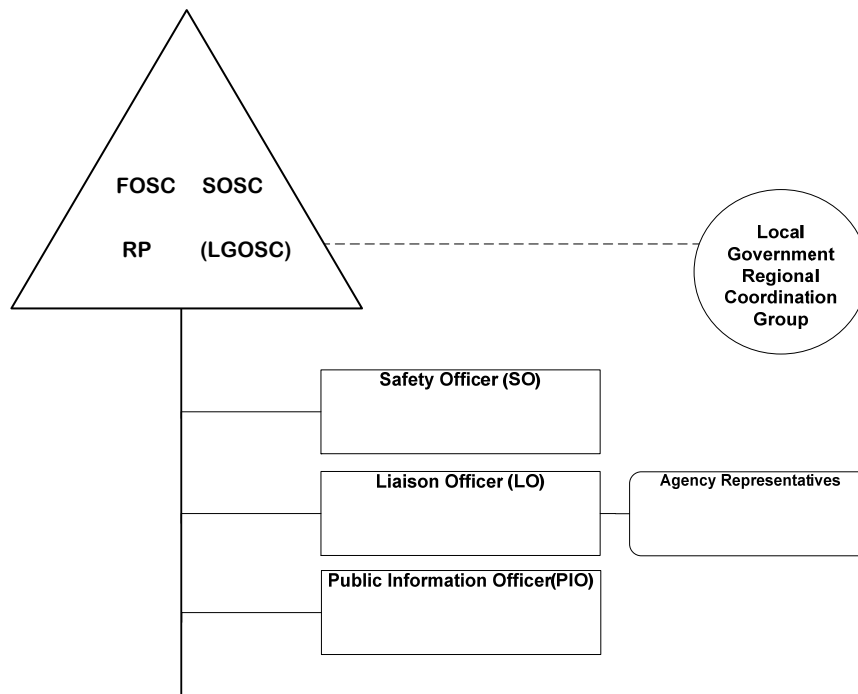 FOSC SOSC
RP (LGOSC)
Local
Government
Regional
Coordination
Group
Safety Officer (SO)
Liaison Officer (LO)
Agency Representatives
Public Information Officer(PIO)